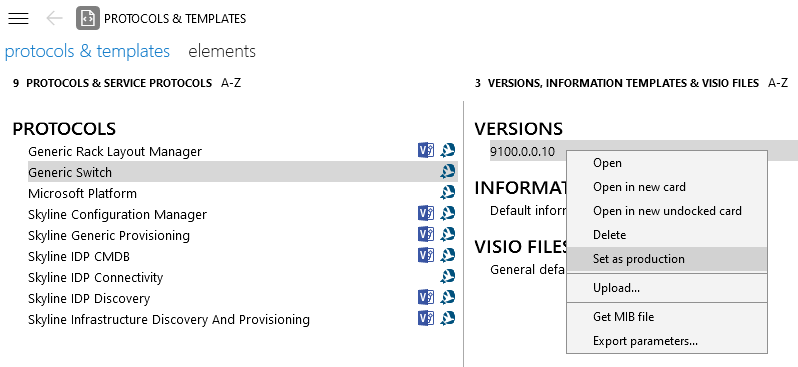 PROTOCOLS & TEMPLATES
protocols & templates elements
9 PROTOCOLS & SERVICE PROTOCOLS A-Z
PROTOCOLS
Generic Rack Layout Manager
Generic Switch
Microsoft Platform
Skyline Configuration Manager
Skyline Generic Provisioning
Skyline IDP CMDB
Skyline IDP Connectivity
Skyline IDP Discovery
Skyline Infrastructure Discovery And Provisioning
3 VERSIONS, INFORMATION TEMPLATES & VISIO FILES A-Z
VERSIONS
9100.0.0.10
INFORMAT
Default inforr
VISIO FILES
General defa
Open
Open in new card
Open in new undocked card
Delete
Set as production
Upload...
Get MIB file
Export parameters...